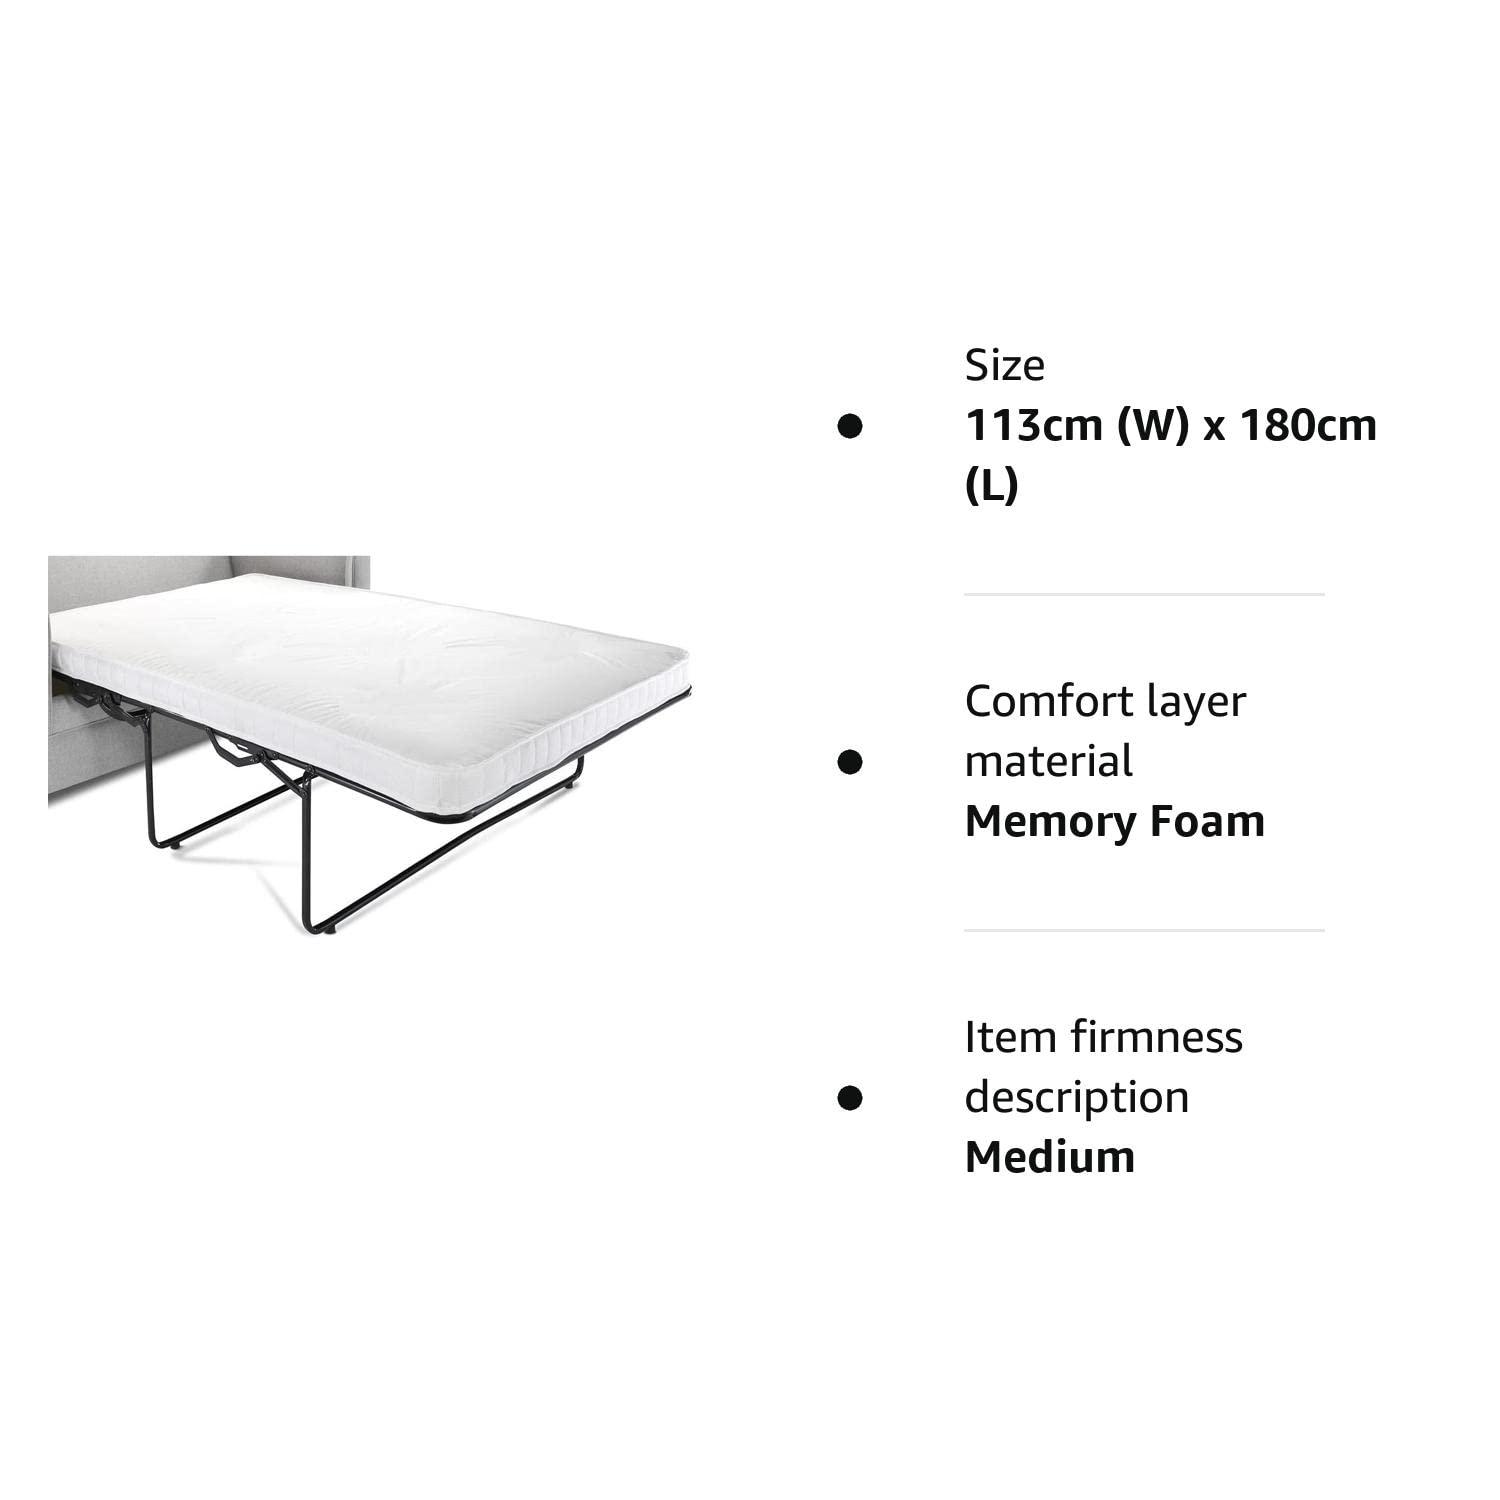 Size
113cm (W) x 180cm
(L)
Comfort layer
material
Memory Foam
Item firmness
description
Medium